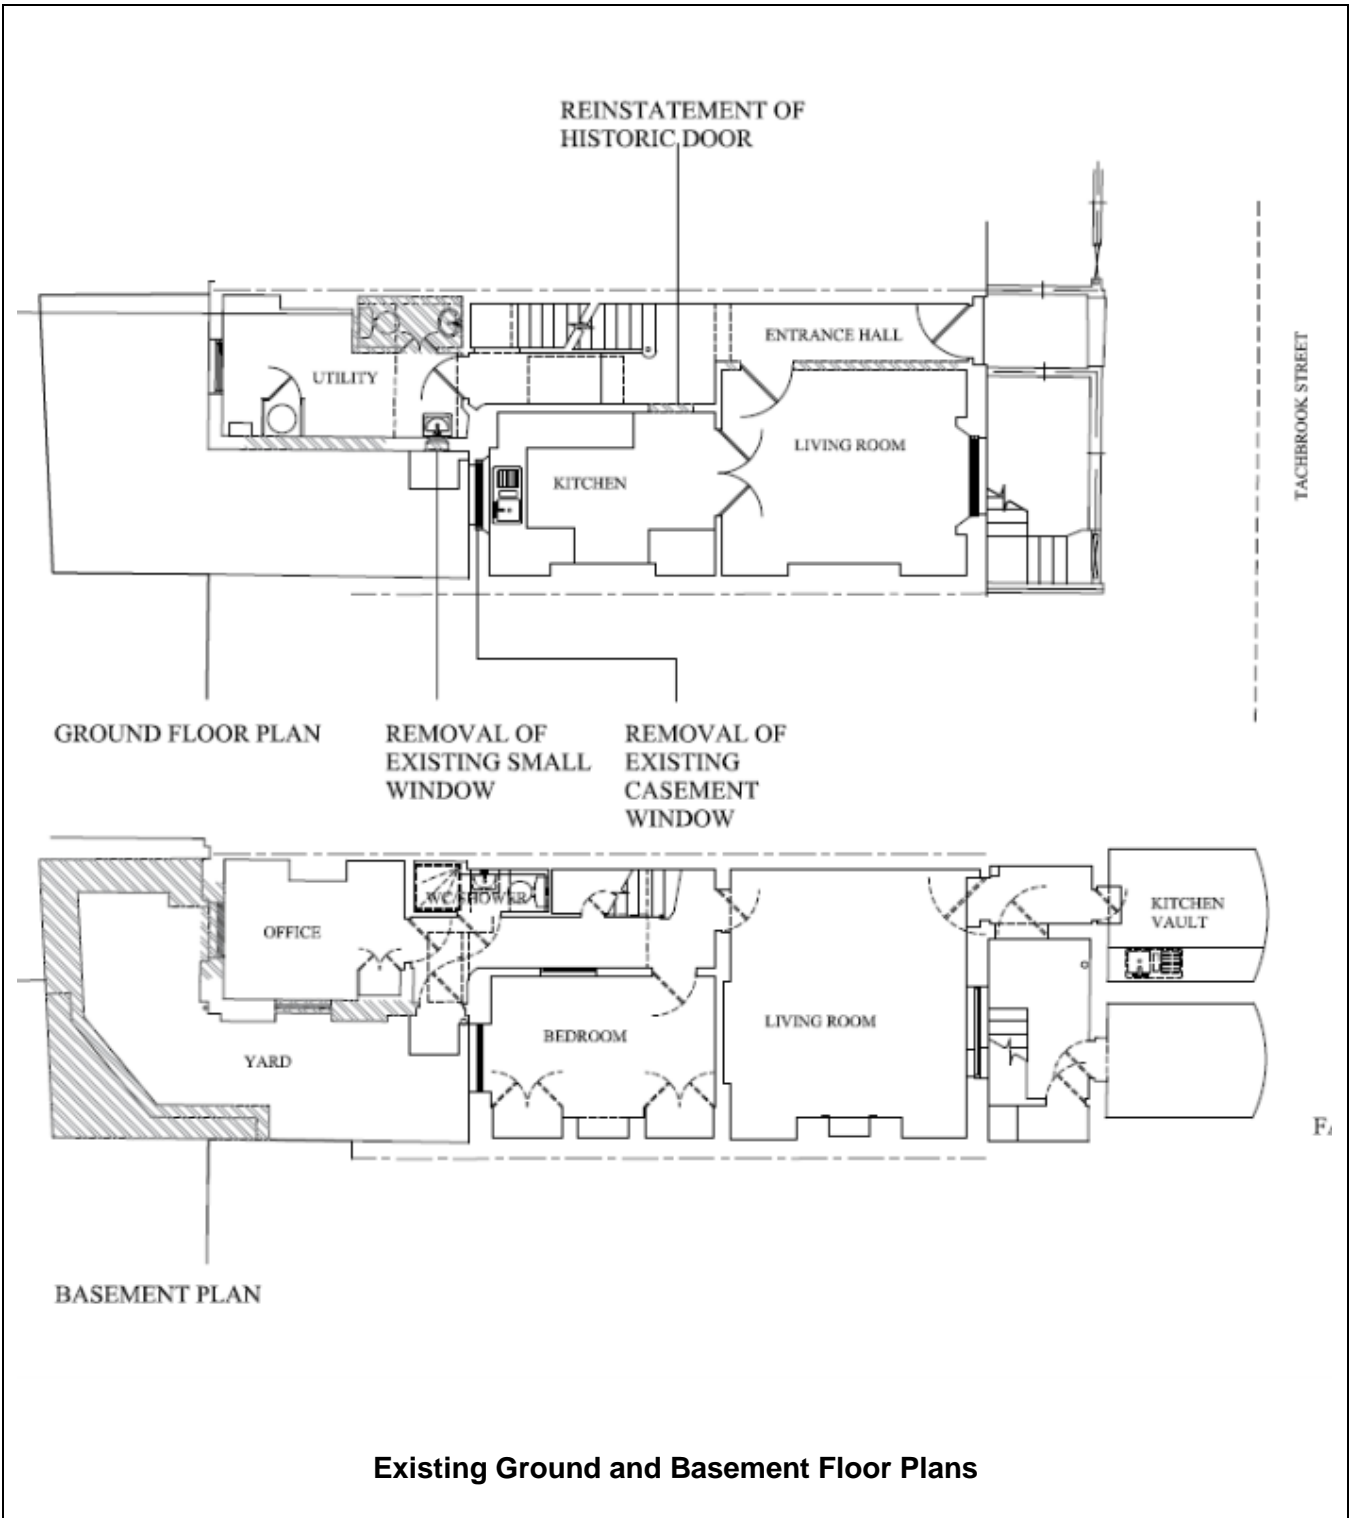 REINSTATEMENT OF
HISTORIC DOOR
ENTRANCE HALL
UTILITY
LIVING ROOM
KITCHEN
TACHBROOK STREET
GROUND FLOOR PLAN
REMOVAL OF
EXISTING SMALL
WINDOW
REMOVAL OF
EXISTING
CASEMENT
WINDOW
WC/SHOWER
OFFICE
KITCHEN
VAULT
LIVING ROOM
BEDROOM
YARD
BASEMENT PLAN
Existing Ground and Basement Floor Plans